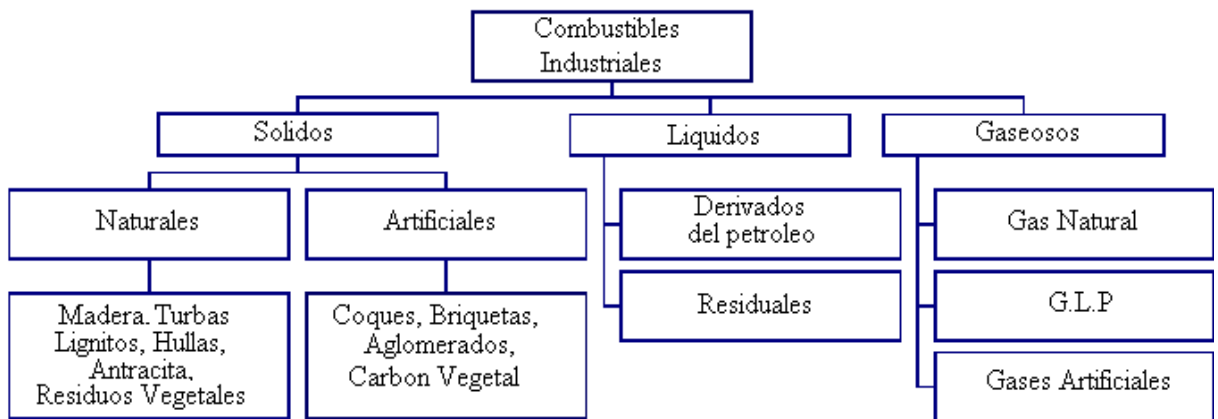 Combustibles
Industriales
Solidos
Liquidos
Gaseosos
Naturales
Artificiales
Derivados
del petroleo
Gas Natural
Residuales
G.L.P
Madera. Turbas
Lignitos, Hullas,
Antracita,
Residuos Vegetales
Coques, Briquetas,
Aglomerados,
Carbon Vegetal
Gases Artificiales